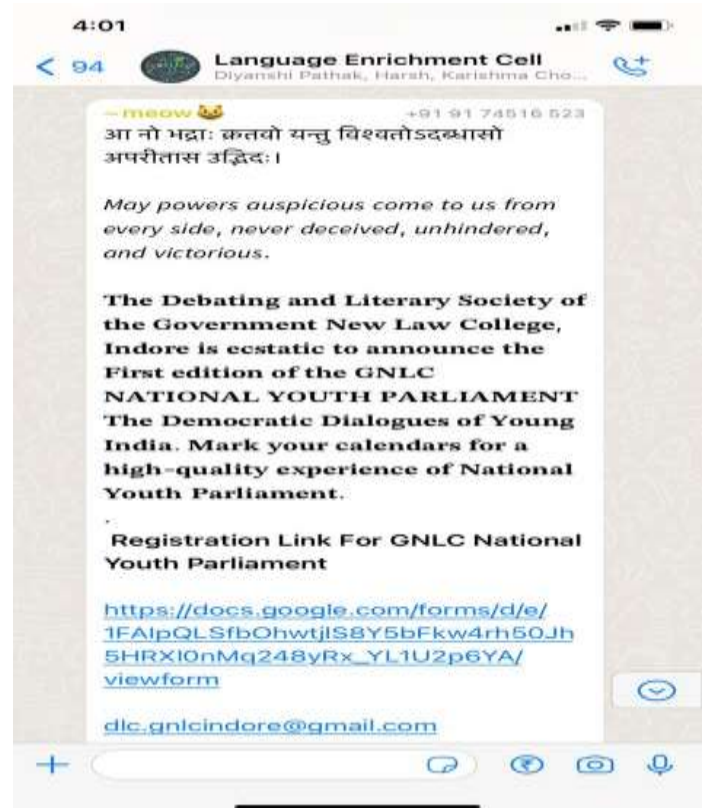 4:01
94
Language Enrichment Cell
Diyanshi Pathak, Harsh, Karishma Cho...
~meow +91 91 74516 523
आ नो भद्राः क्रतवो यन्तु विश्वतोऽदब्धासो
अपरीतास उद्भिदः।
May powers auspicious come to us from
every side, never deceived, unhindered,
and victorious.
The Debating and Literary Society of
the Government New Law College,
Indore is ecstatic to announce the
First edition of the GNLC
NATIONAL YOUTH PARLIAMENT
The Democratic Dialogues of Young
India. Mark your calendars for a
high-quality experience of National
Youth Parliament.
.
Registration Link For GNLC National
Youth Parliament
https://docs.google.com/forms/d/e/
1FAIpQLSfbOhwtjIS8Y5bFkw4rh50Jh
5HRXI0nMq248yRx_YL1U2p6YA/
viewform
dlc.gnlcindore@gmail.com